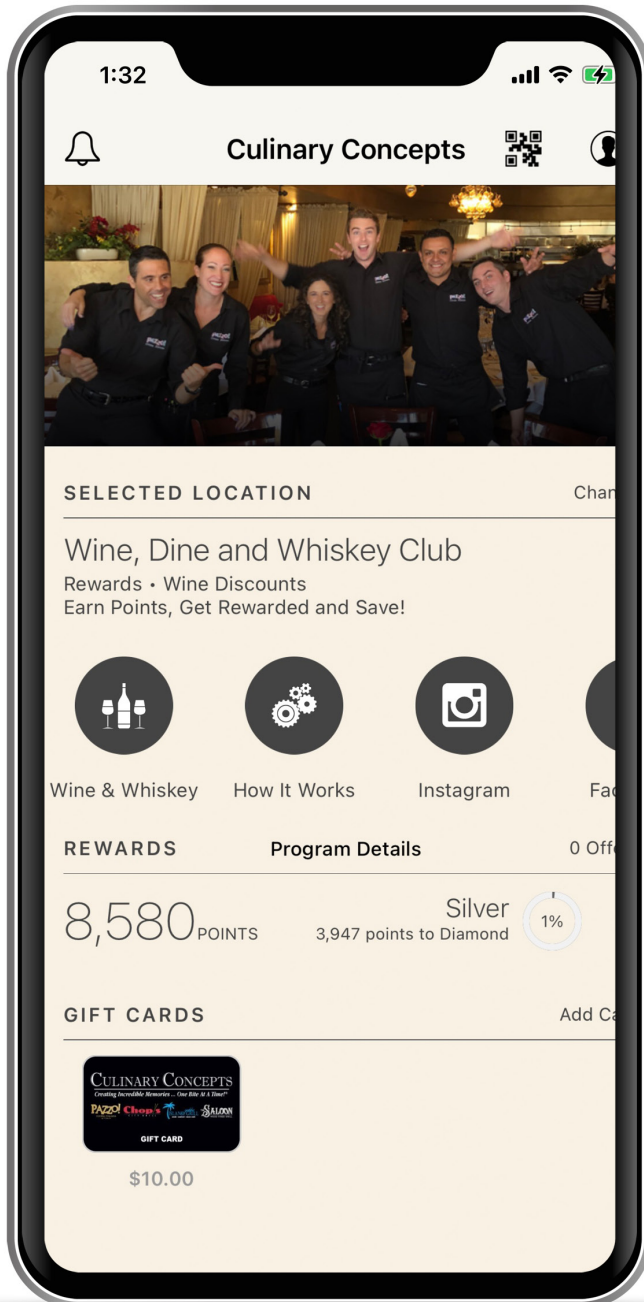 1:32
Culinary Concepts
SELECTED LOCATION
Chan
Wine, Dine and Whiskey Club
Rewards • Wine Discounts
Earn Points, Get Rewarded and Save!
Wine & Whiskey
How It Works
Instagram
Fac
REWARDS
Program Details
0 Offe
8,580 POINTS
Silver
3,947 points to Diamond
1%
GIFT CARDS
Add Ca
CULINARY CONCEPTS
Creating Incredible Memories ... One Bite At A Time!
PAZZO! Chop's SALOON
GIFT CARD
$10.00